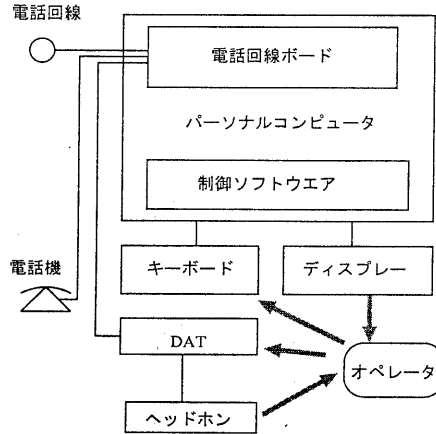 電話回線
電話回線ボード
パーソナルコンピュータ
制御ソフトウエア
電話機
キーボード
ディスプレー
DAT
オペレータ
ヘッドホン